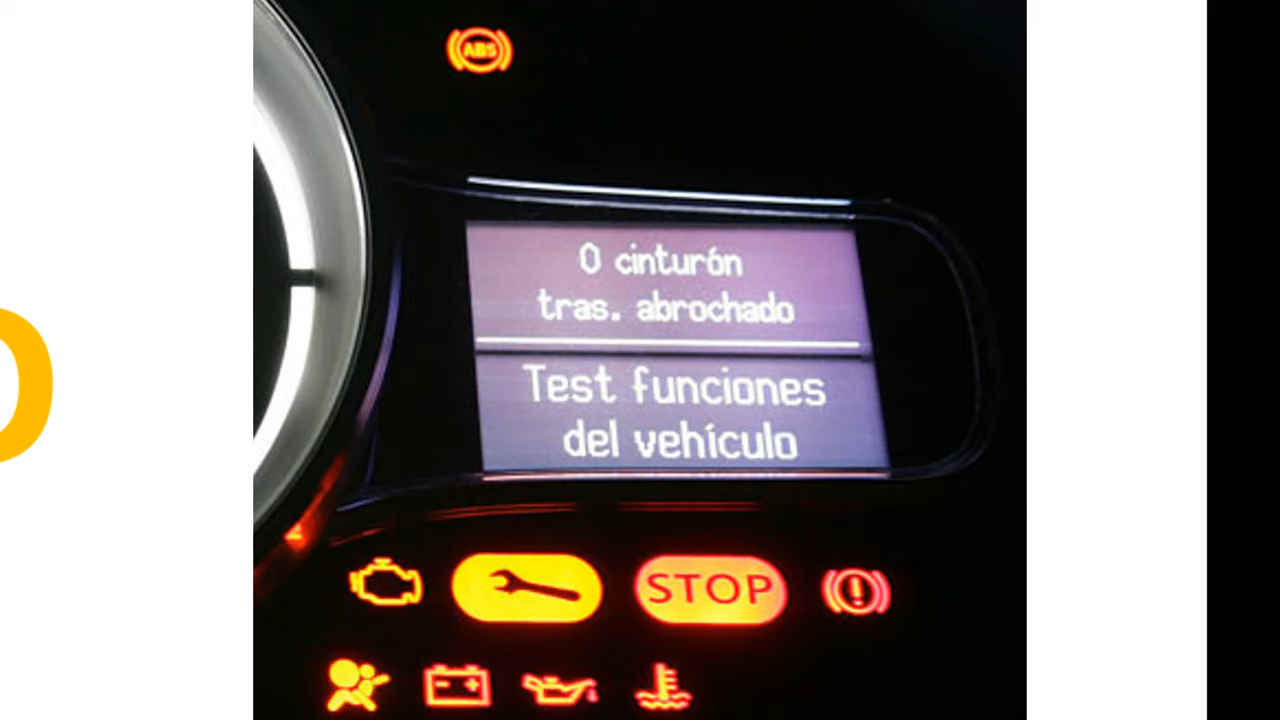 ABS
0 cinturón
tras. abrochado
Test funciones
del vehículo
STOP